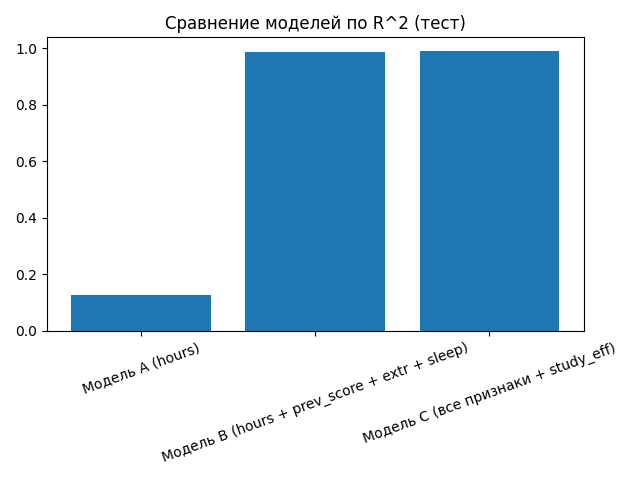 Сравнение моделей по R^2 (тест)
1.0
0.8
0.6
0.4
0.2
0.0
Модель A (hours)
Модель B (hours + prev_score + extr + sleep)
Модель C (все признаки + study_eff)